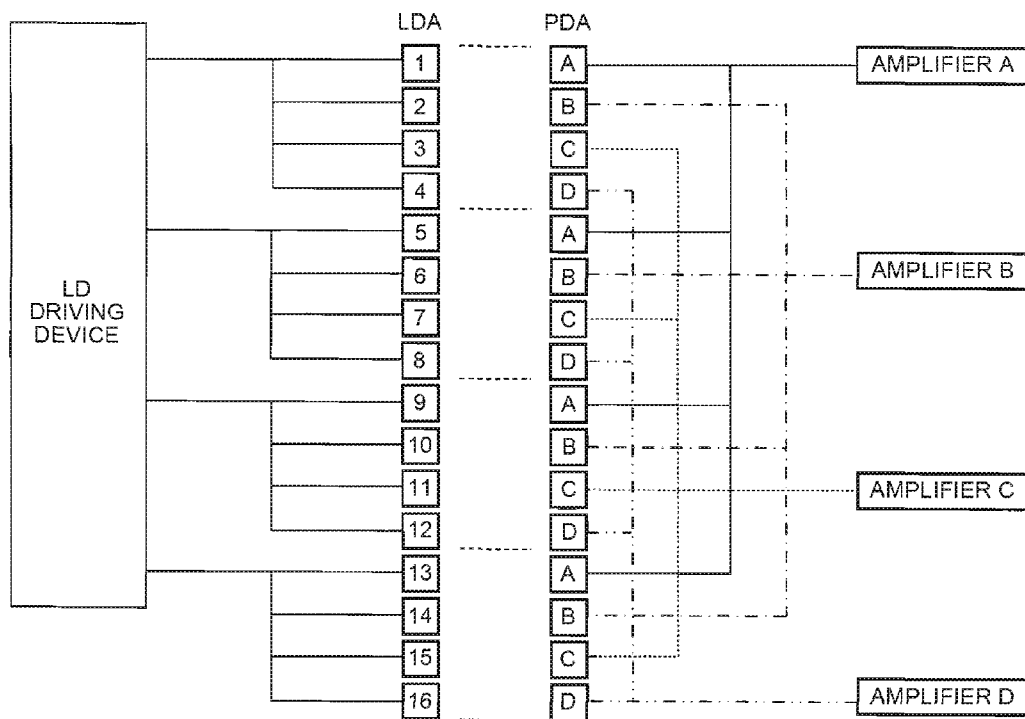 LDA PDA
1 A AMPLIFIER A
2 B
3 C
4 D
5 A
6 B AMPLIFIER B
LD
DRIVING
DEVICE
7 C
8 D
9 A
10 B
11 C AMPLIFIER C
12 D
13 A
14 B
15 C
16 D AMPLIFIER D